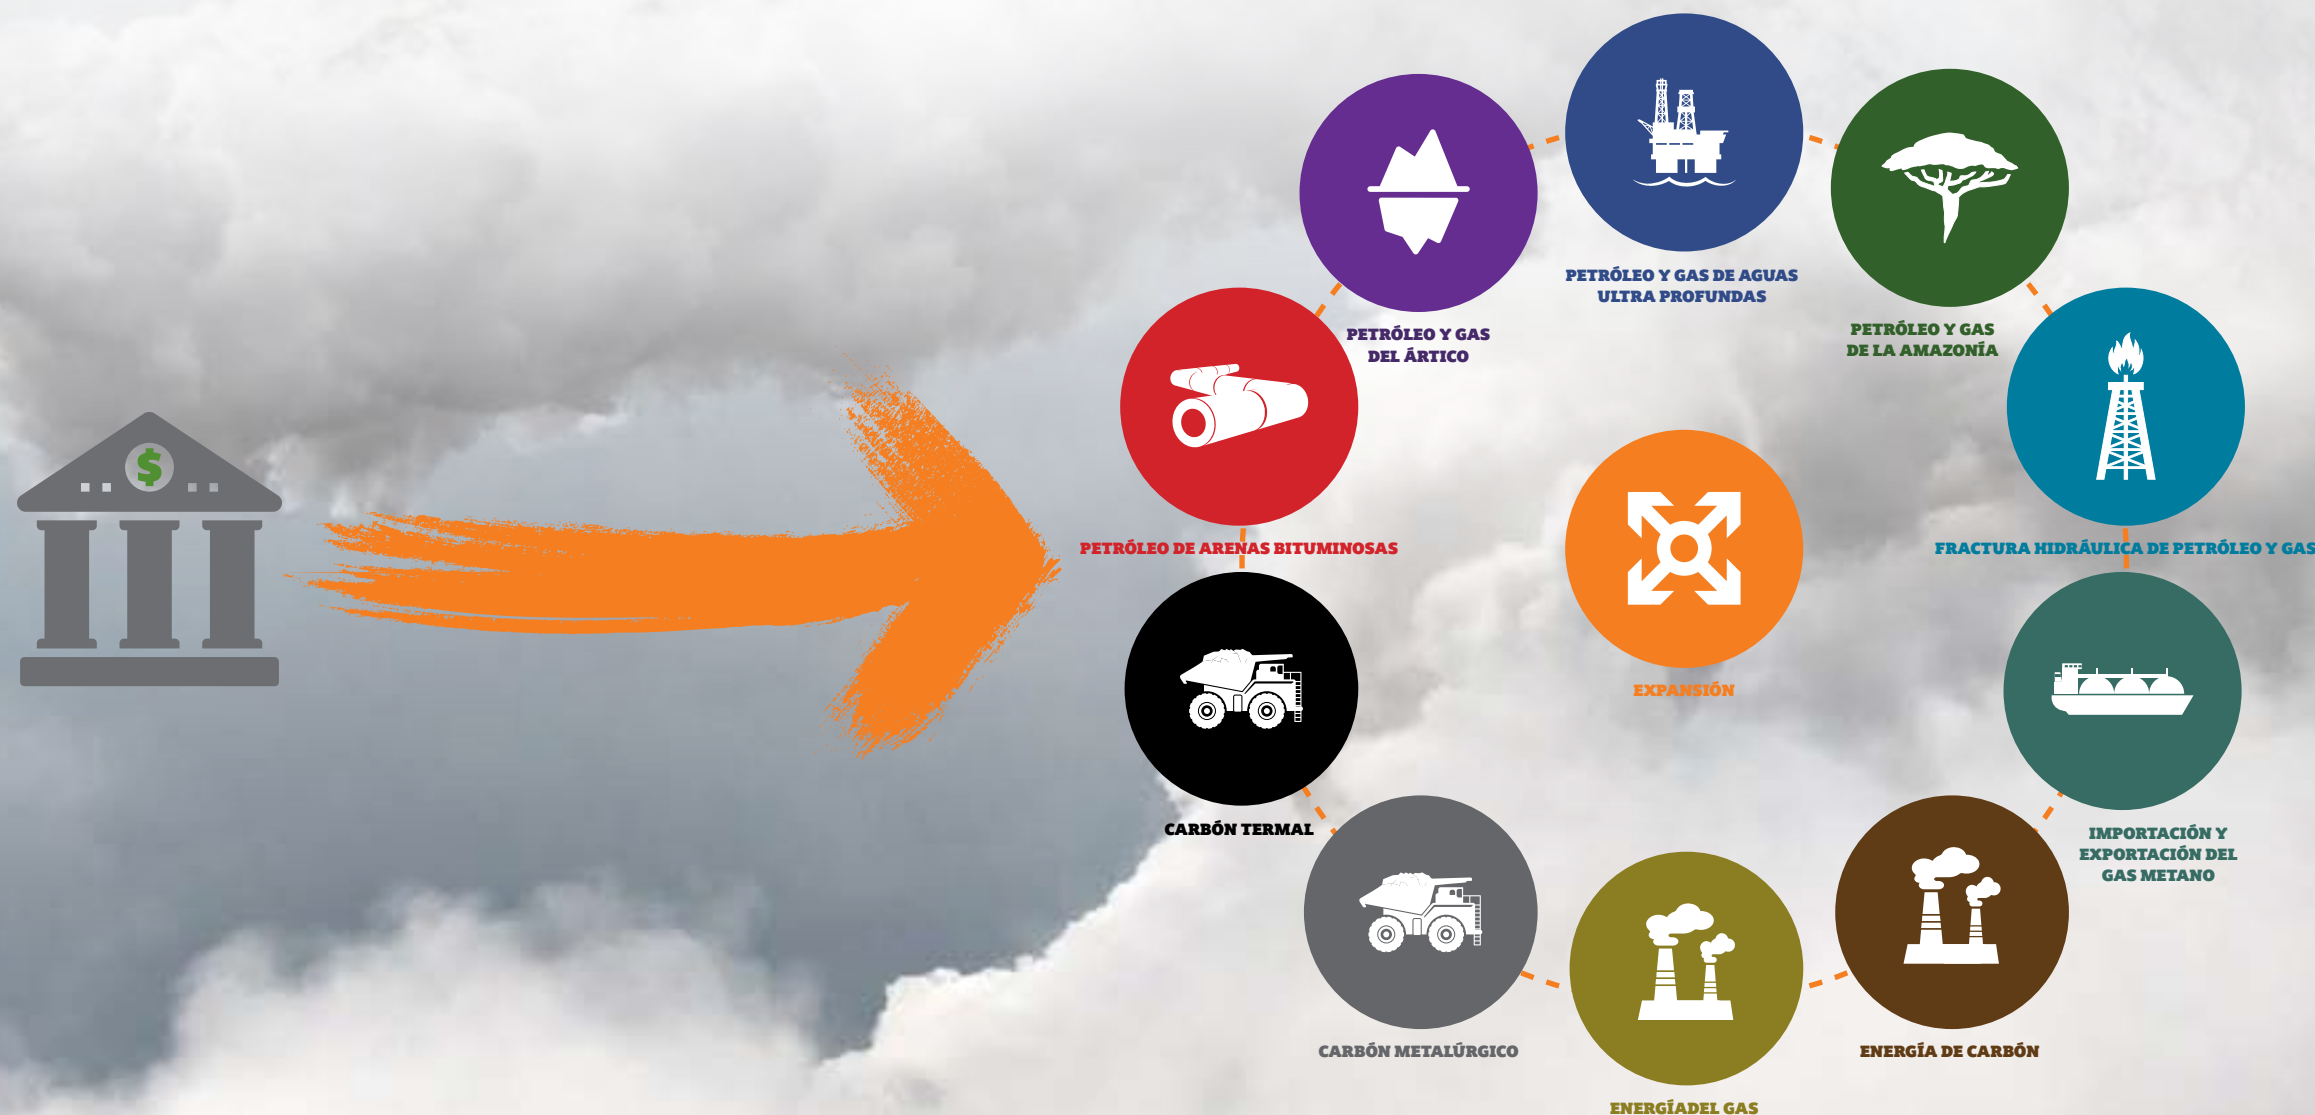 $
PETRÓLEO Y GAS DE AGUAS
ULTRA PROFUNDAS
PETRÓLEO Y GAS
DEL ÁRTICO
PETRÓLEO Y GAS
DE LA AMAZONÍA
PETRÓLEO DE ARENAS BITUMINOSAS
FRACTURA HIDRÁULICA DE PETRÓLEO Y GAS
EXPANSIÓN
CARBÓN TERMAL
IMPORTACIÓN Y
EXPORTACIÓN DEL
GAS METANO
CARBÓN METALÚRGICO
ENERGÍA DE CARBÓN
ENERGÍADEL GAS